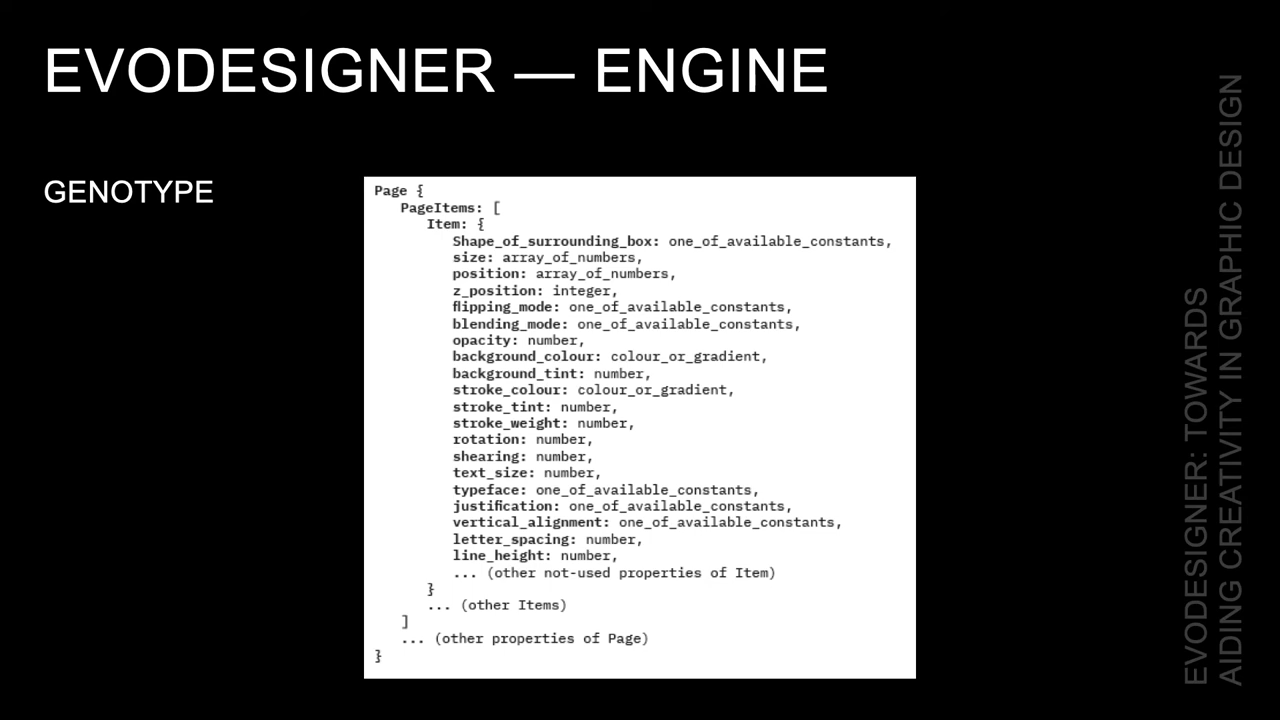 EVODESIGNER — ENGINE
GENOTYPE
Page {
PageItems: [
Item: {
Shape_of_surrounding_box: one_of_available_constants,
size: array_of_numbers,
position: array_of_numbers,
z_position: integer,
flipping_mode: one_of_available_constants,
blending_mode: one_of_available_constants,
opacity: number,
background_colour: colour_or_gradient,
background_tint: number,
stroke_colour: colour_or_gradient,
stroke_tint: number,
stroke_weight: number,
rotation: number,
shearing: number,
text_size: number,
typeface: one_of_available_constants,
justification: one_of_available_constants,
vertical_alignment: one_of_available_constants,
letter_spacing: number,
line_height: number,
... (other not-used properties of Item)
}
... (other Items)
]
... (other properties of Page)
}
EVODESIGNER: TOWARDS
AIDING CREATIVITY IN GRAPHIC DESIGN